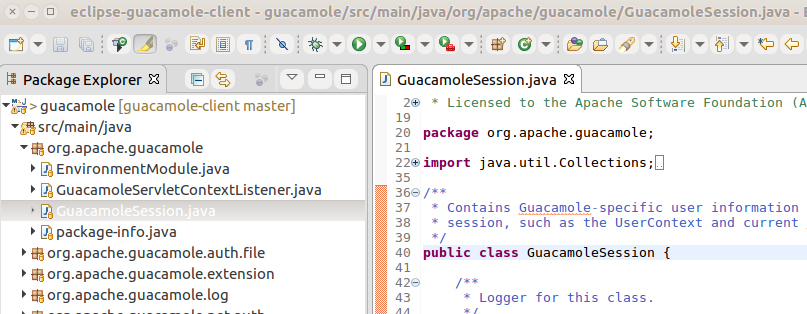 eclipse-guacamole-client - guacamole/src/main/java/org/apache/guacamole/GuacamoleSession.java -
Package Explorer
> guacamole [guacamole-client master]
src/main/java
org.apache.guacamole
EnvironmentModule.java
GuacamoleServletContextListener.java
GuacamoleSession.java
package-info.java
org.apache.guacamole.auth.file
org.apache.guacamole.extension
org.apache.guacamole.log
GuacamoleSession.java
2 * Licensed to the Apache Software Foundation (A
19
20 package org.apache.guacamole;
21
22 import java.util.Collections;
35
36 /**
37 * Contains Guacamole-specific user information
38 * session, such as the UserContext and current
39 */
40 public class GuacamoleSession {
41
42 /**
43 * Logger for this class.
44 */